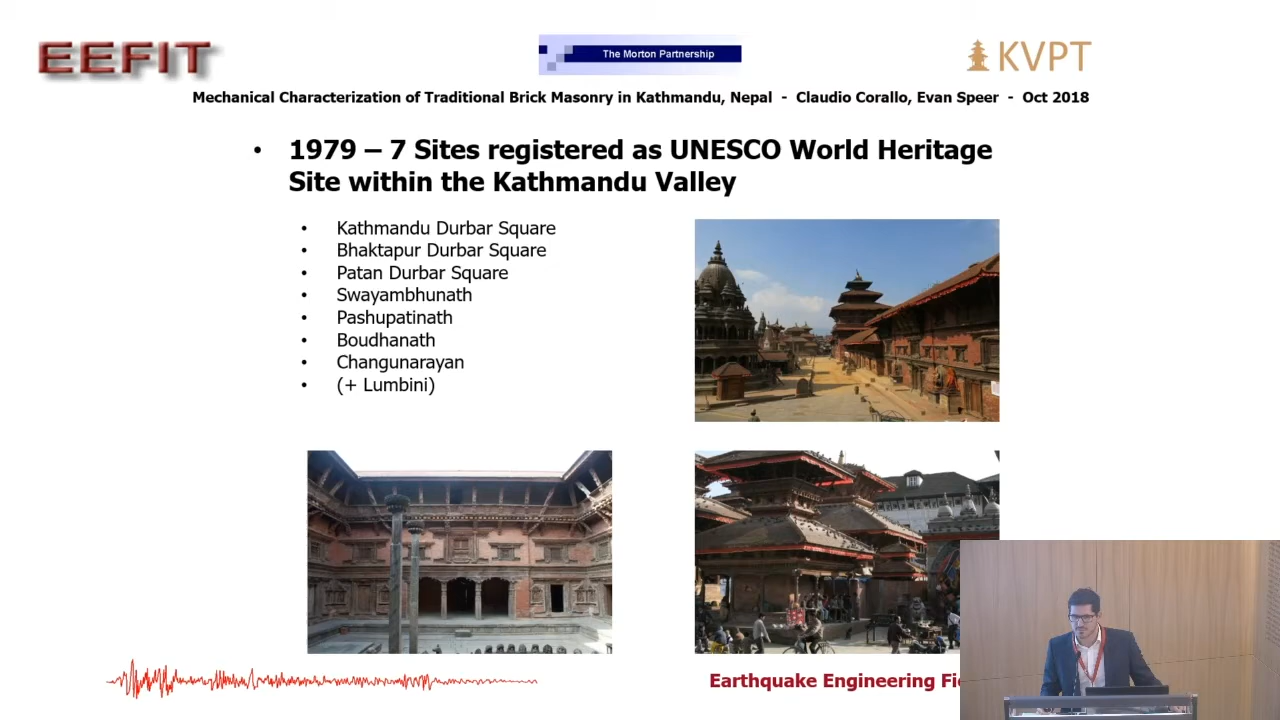 EEFIT
The Morton Partnership
KVPT
Mechanical Characterization of Traditional Brick Masonry in Kathmandu, Nepal - Claudio Corallo, Evan Speer - Oct 2018
• 1979 – 7 Sites registered as UNESCO World Heritage
Site within the Kathmandu Valley
• Kathmandu Durbar Square
• Bhaktapur Durbar Square
• Patan Durbar Square
• Swayambhunath
• Pashupatinath
• Boudhanath
• Changunarayan
• (+ Lumbini)
Earthquake Engineering